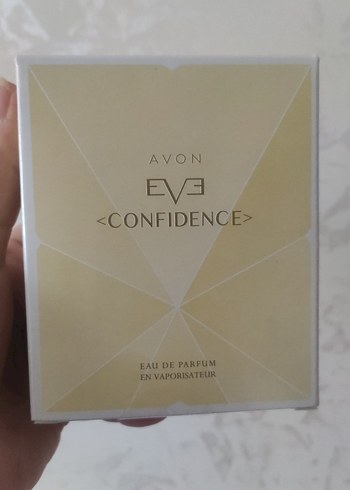 AVON
EVE
<CONFIDENCE>
EAU DE PARFUM
EN VAPORISATEUR